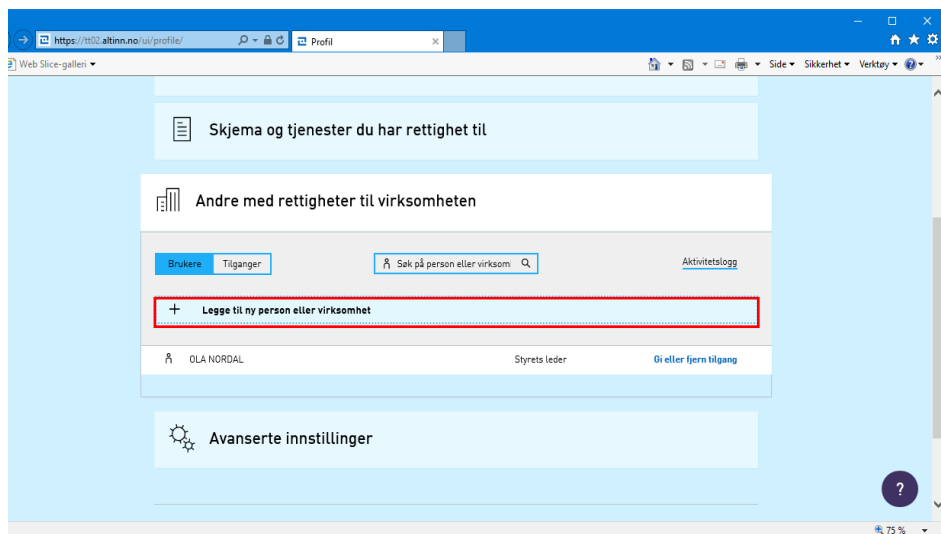 https://tt02.altinn.no/ui/profile/
Profil
Web Slice-galleri
Side
Sikkerhet
Verktøy
Skjema og tjenester du har rettighet til
Andre med rettigheter til virksomheten
Brukere
Tilganger
Søk på person eller virksom
Aktivitetslogg
+ Legge til ny person eller virksomhet
OLA NORDAL
Styrets leder
Gi eller fjern tilgang
Avanserte innstillinger
?
75 %